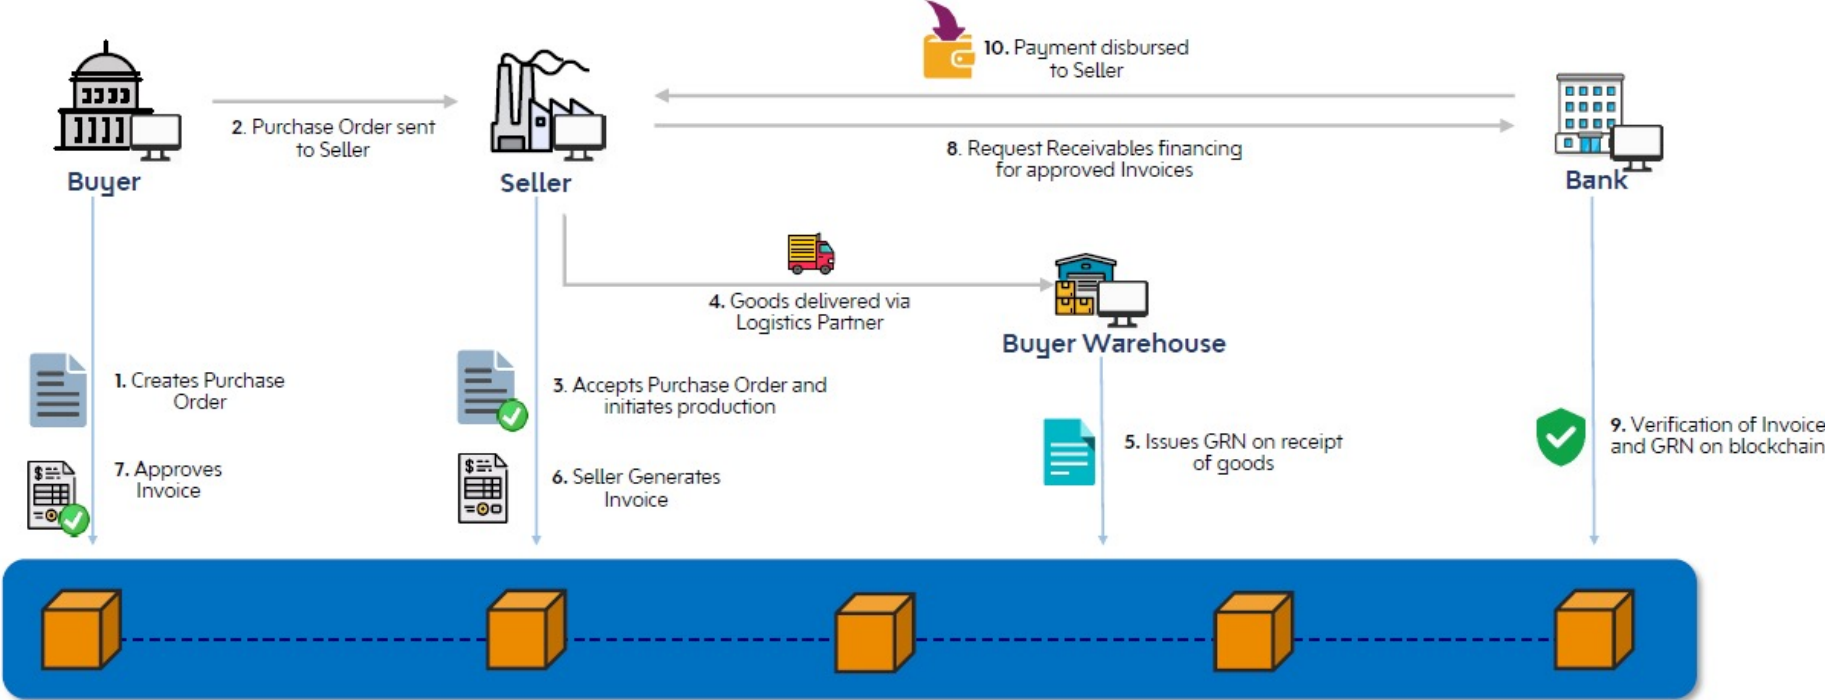 10. Payment disbursed
to Seller
2. Purchase Order sent
to Seller
8. Request Receivables financing
for approved Invoices
Buyer
Seller
Bank
4. Goods delivered via
Logistics Partner
Buyer Warehouse
1. Creates Purchase
Order
3. Accepts Purchase Order and
initiates production
5. Issues GRN on receipt
of goods
9. Verification of Invoice
and GRN on blockchain
7. Approves
Invoice
6. Seller Generates
Invoice
$
$